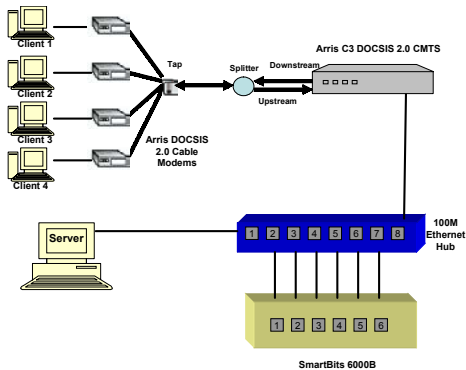 Client 1
Client 2
Client 3
Client 4
Tap
Splitter
Downstream
Upstream
Arris C3 DOCSIS 2.0 CMTS
Arris DOCSIS
2.0 Cable
Modems
Server
1 2 3 4 5 6 7 8
100M
Ethernet
Hub
1 2 3 4 5 6
SmartBits 6000B